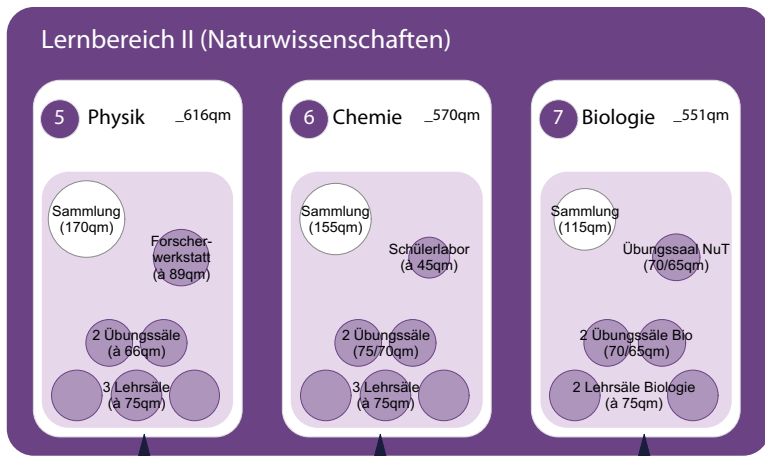 Lernbereich II (Naturwissenschaften)
5 Physik _616qm
Sammlung
(170qm)
Forscher-
werkstatt
(à 89qm)
2 Übungssäle
(à 66qm)
3 Lehrsäle
(à 75qm)
6 Chemie _570qm
Sammlung
(155qm)
Schülerlabor
(à 45qm)
2 Übungssäle
(75/70qm)
3 Lehrsäle
(à 75qm)
7 Biologie _551qm
Sammlung
(115qm)
Übungssaal NuT
(70/65qm)
2 Übungssäle Bio
(70/65qm)
2 Lehrsäle Biologie
(à 75qm)